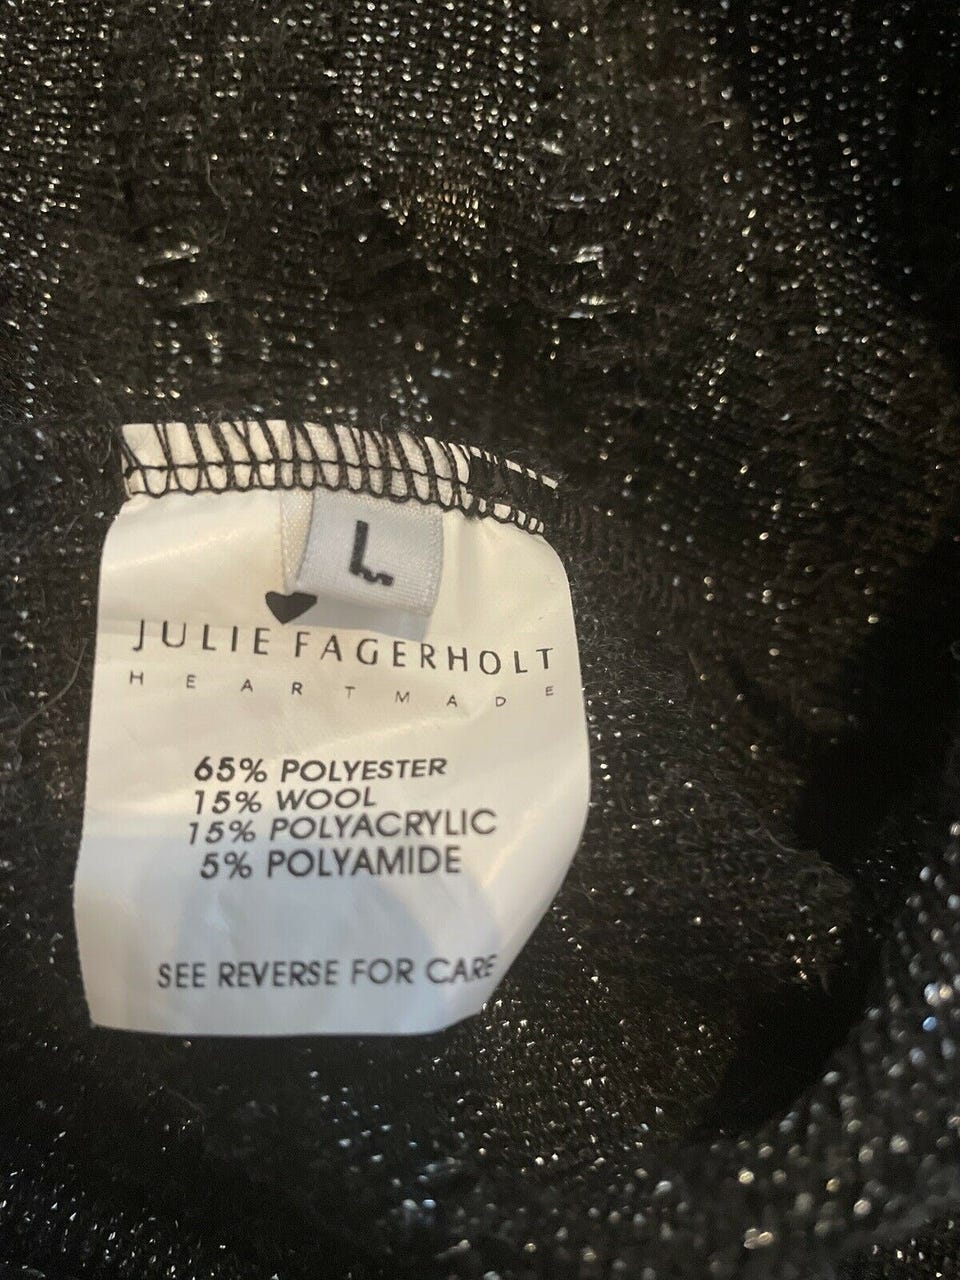 L
JULIE FAGERHOLT
HEARTMADE
65% POLYESTER
15% WOOL
15% POLYACRYLIC
5% POLYAMIDE
SEE REVERSE FOR CARE